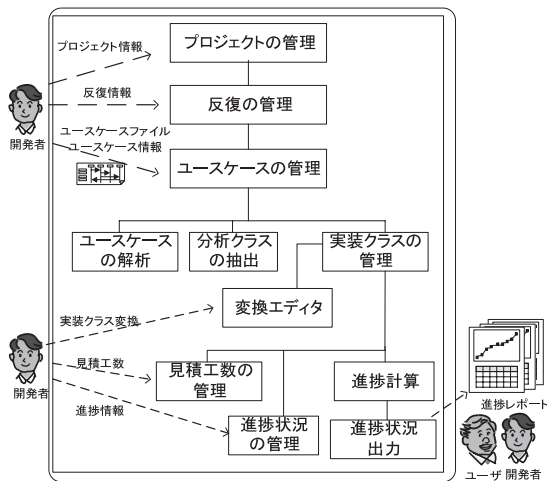 プロジェクト情報
プロジェクトの管理
反復情報
反復の管理
開発者
ユースケースファイル
ユースケース情報
ユースケースの管理
ユースケース
の解析
分析クラス
の抽出
実装クラスの
管理
実装クラス変換
変換エディタ
開発者
見積工数
見積工数の
管理
進捗計算
進捗情報
進捗状況
の管理
進捗状況
出力
進捗レポート
ユーザ
開発者